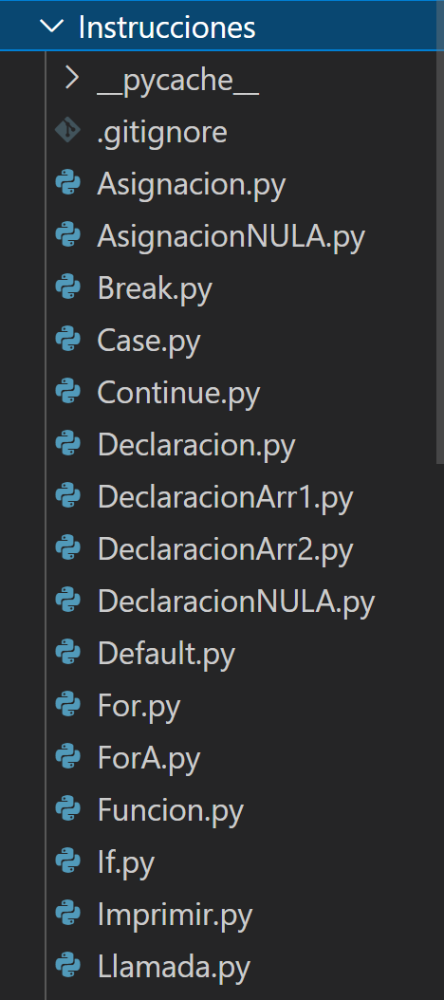 Instrucciones
__pycache__
.gitignore
Asignacion.py
AsignacionNULA.py
Break.py
Case.py
Continue.py
Declaracion.py
DeclaracionArr1.py
DeclaracionArr2.py
DeclaracionNULA.py
Default.py
For.py
ForA.py
Funcion.py
If.py
Imprimir.py
Llamada.py